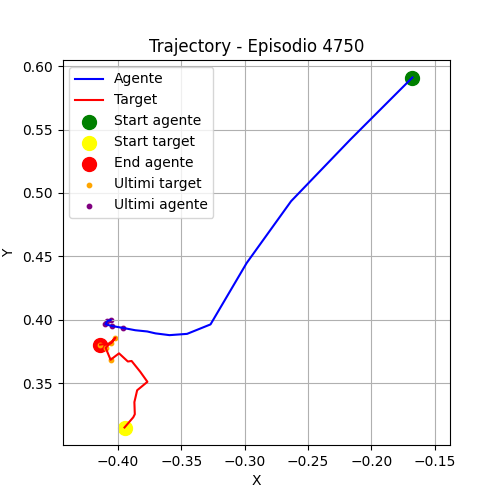 Trajectory - Episodio 4750
Agente
Target
Start agente
Start target
End agente
Ultimi target
Ultimi agente
0.60
0.55
0.50
0.45
0.40
0.35
Y
−0.40
−0.35
−0.30
−0.25
−0.20
−0.15
X